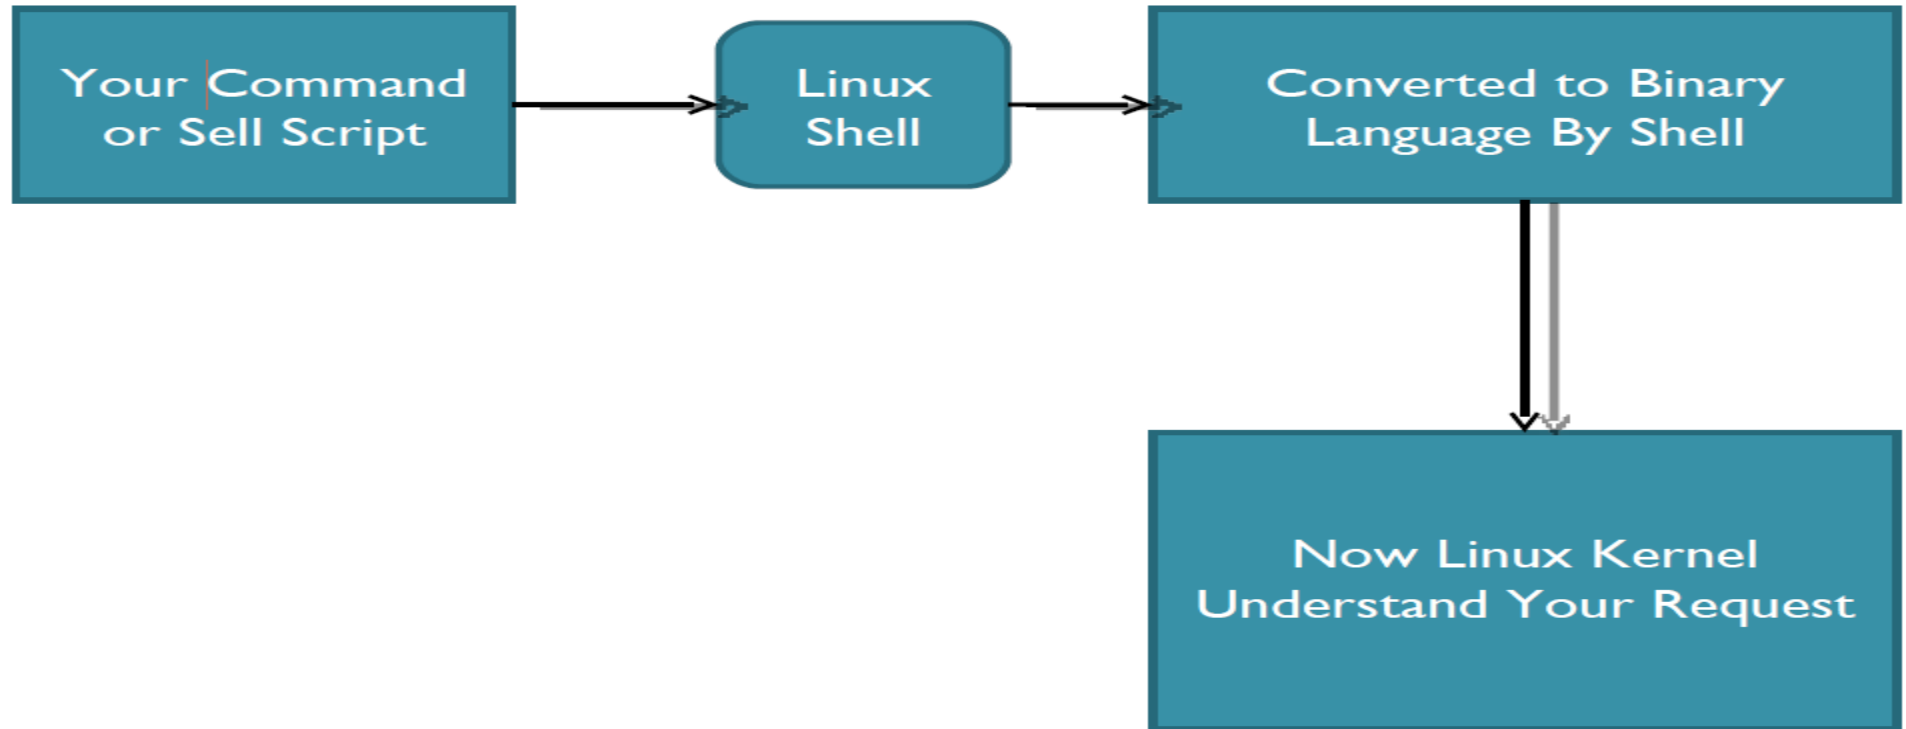 Your Command
or Sell Script
Linux
Shell
Converted to Binary
Language By Shell
Now Linux Kernel
Understand Your Request